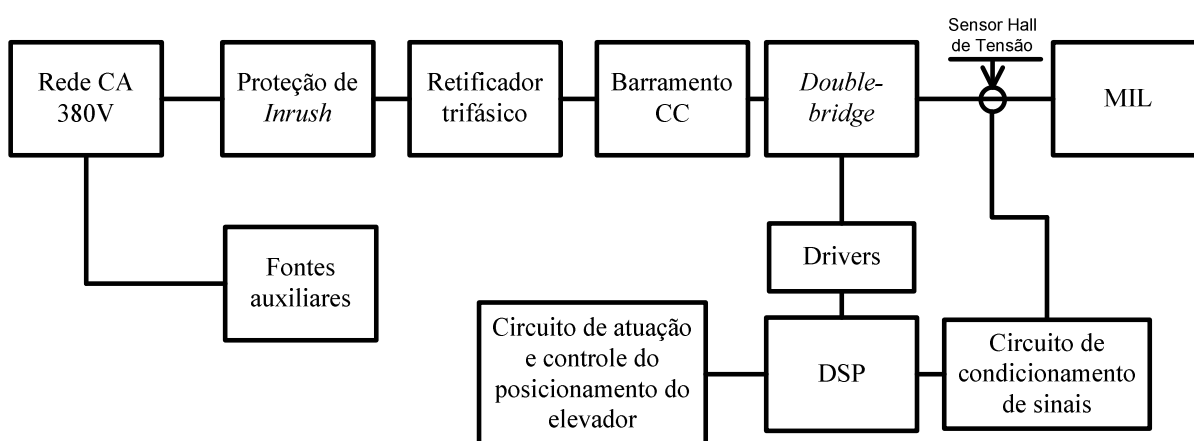 Sensor Hall
de Tensão
Rede CA
380V
Proteção de
Inrush
Retificador
trifásico
Barramento
CC
Double-
bridge
MIL
Fontes
auxiliares
Drivers
Circuito de atuação
e controle do
posicionamento do
elevador
DSP
Circuito de
condicionamento
de sinais